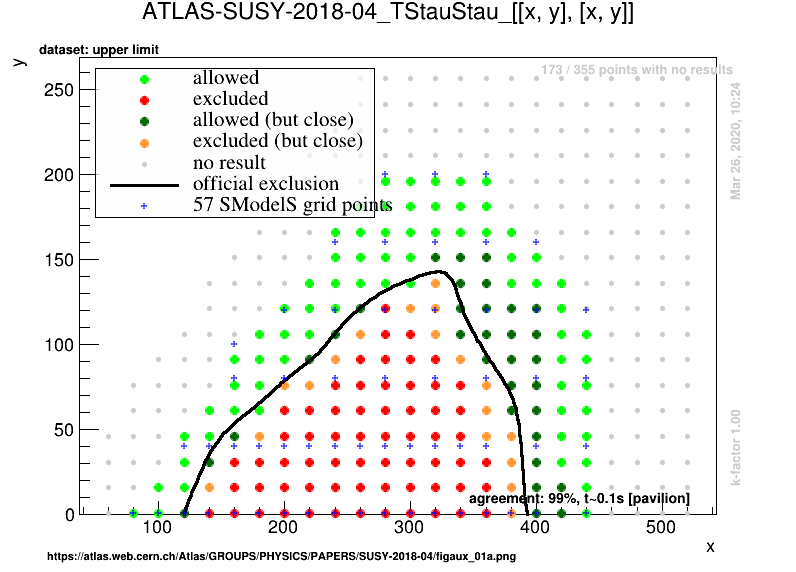 ATLAS-SUSY-2018-04_TStauStau_[[x, y], [x, y]]
dataset: upper limit
y
173 / 355 points with no results
allowed
excluded
allowed (but close)
excluded (but close)
no result
official exclusion
57 SModelS grid points
250
200
150
100
50
0
Mar 26, 2020, 10:24
k-factor 1.00
agreement: 99%, t~0.1s [pavilion]
100 200 300 400 500
x
https://atlas.web.cern.ch/Atlas/GROUPS/PHYSICS/PAPERS/SUSY-2018-04/figaux_01a.png